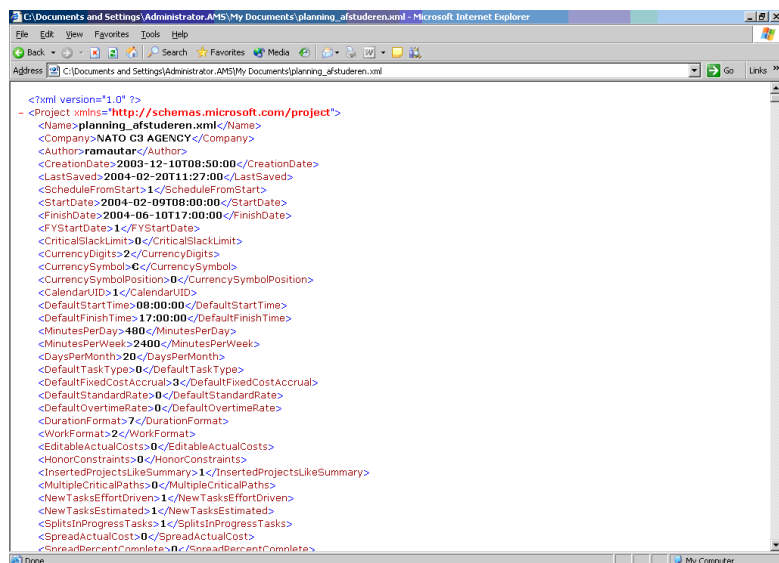 C:\Documents and Settings\Administrator.AMS\My Documents\planning_afstuderen.xml - Microsoft Internet Explorer
File Edit View Favorites Tools Help
Back Search Favorites Media
Address C:\Documents and Settings\Administrator.AMS\My Documents\planning_afstuderen.xml Go Links »
<?xml version="1.0" ?>
- <Project xmlns="http://schemas.microsoft.com/project">
<Name>planning_afstuderen.xml</Name>
<Company>NATO C3 AGENCY</Company>
<Author>ramautar</Author>
<CreationDate>2003-12-10T08:50:00</CreationDate>
<LastSaved>2004-02-20T11:27:00</LastSaved>
<ScheduleFromStart>1</ScheduleFromStart>
<StartDate>2004-02-09T08:00:00</StartDate>
<FinishDate>2004-06-10T17:00:00</FinishDate>
<FYStartDate>1</FYStartDate>
<CriticalSlackLimit>0</CriticalSlackLimit>
<CurrencyDigits>2</CurrencyDigits>
<CurrencySymbol>€</CurrencySymbol>
<CurrencySymbolPosition>0</CurrencySymbolPosition>
<CalendarUID>1</CalendarUID>
<DefaultStartTime>08:00:00</DefaultStartTime>
<DefaultFinishTime>17:00:00</DefaultFinishTime>
<MinutesPerDay>480</MinutesPerDay>
<MinutesPerWeek>2400</MinutesPerWeek>
<DaysPerMonth>20</DaysPerMonth>
<DefaultTaskType>0</DefaultTaskType>
<DefaultFixedCostAccrual>3</DefaultFixedCostAccrual>
<DefaultStandardRate>0</DefaultStandardRate>
<DefaultOvertimeRate>0</DefaultOvertimeRate>
<DurationFormat>7</DurationFormat>
<WorkFormat>2</WorkFormat>
<EditableActualCosts>0</EditableActualCosts>
<HonorConstraints>0</HonorConstraints>
<InsertedProjectsLikeSummary>1</InsertedProjectsLikeSummary>
<MultipleCriticalPaths>0</MultipleCriticalPaths>
<NewTasksEffortDriven>1</NewTasksEffortDriven>
<NewTasksEstimated>1</NewTasksEstimated>
<SplitsInProgressTasks>1</SplitsInProgressTasks>
<SpreadActualCost>0</SpreadActualCost>
<SpreadPercentComplete>0</SpreadPercentComplete>
Done My Computer